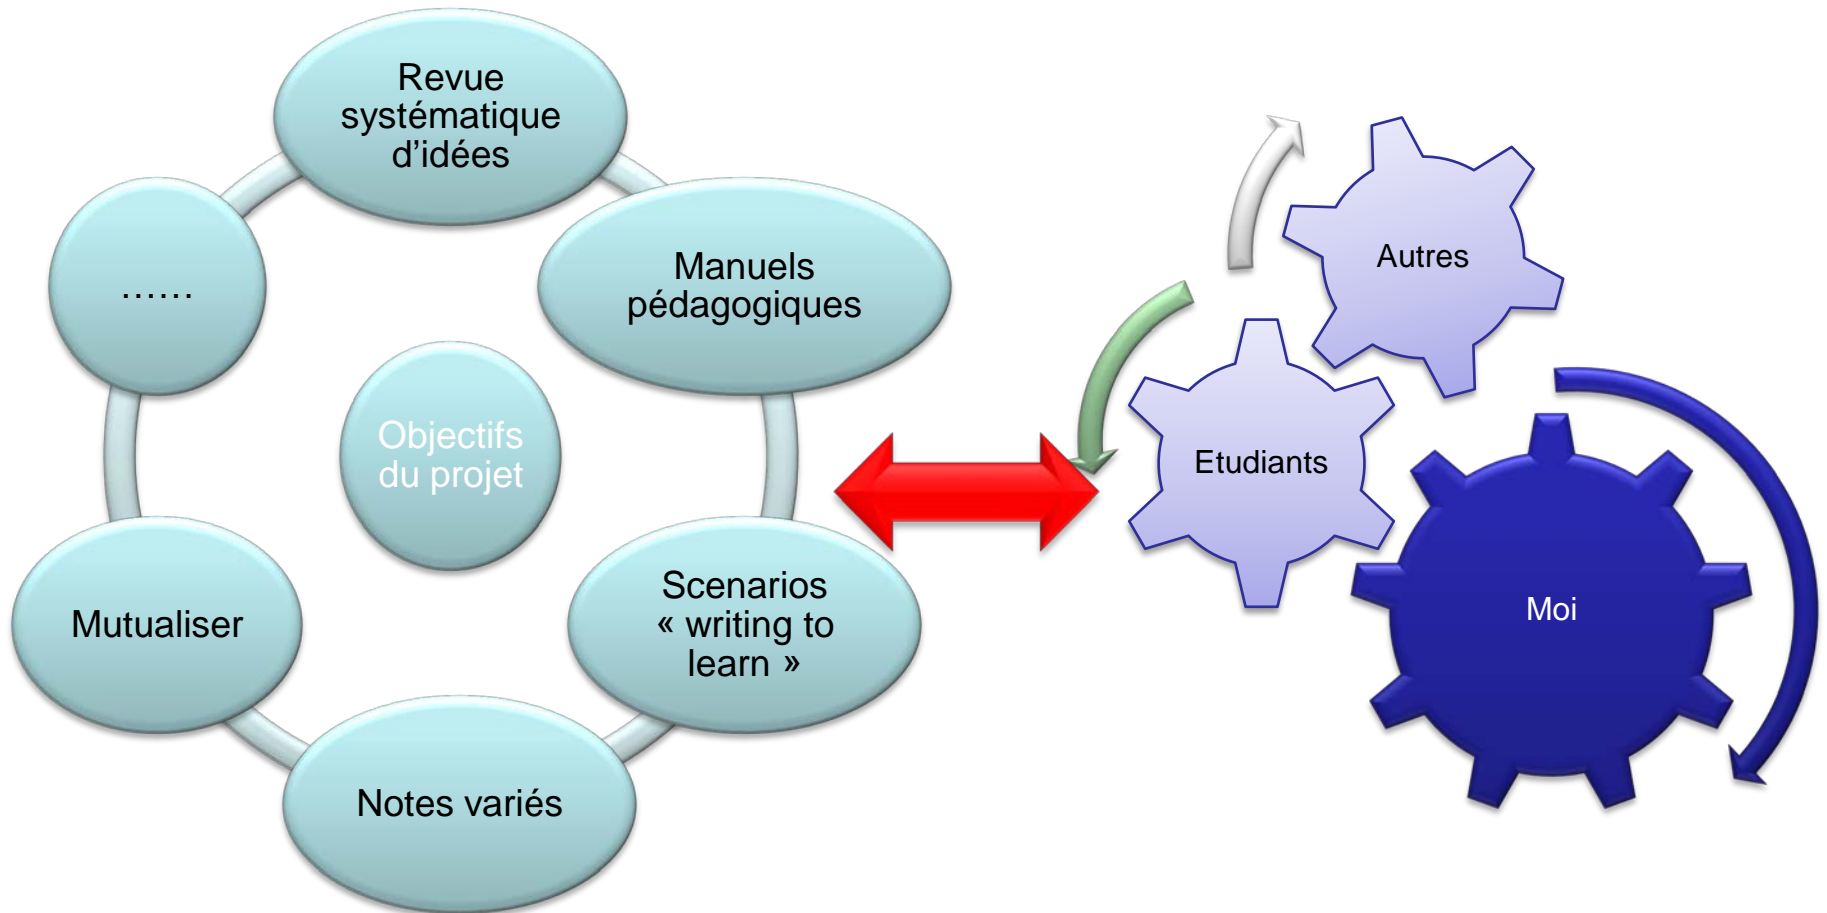 Revue
systématique
d’idées
Manuels
pédagogiques
Scenarios
« writing to
learn »
Notes variés
Mutualiser
……
Objectifs
du projet
Autres
Etudiants
Moi